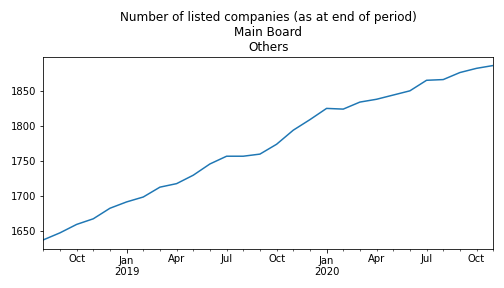 Number of listed companies (as at end of period)
Main Board
Others
1850
1800
1750
1700
1650
Oct Jan Apr Jul Oct Jan Apr Jul Oct
2019 2020